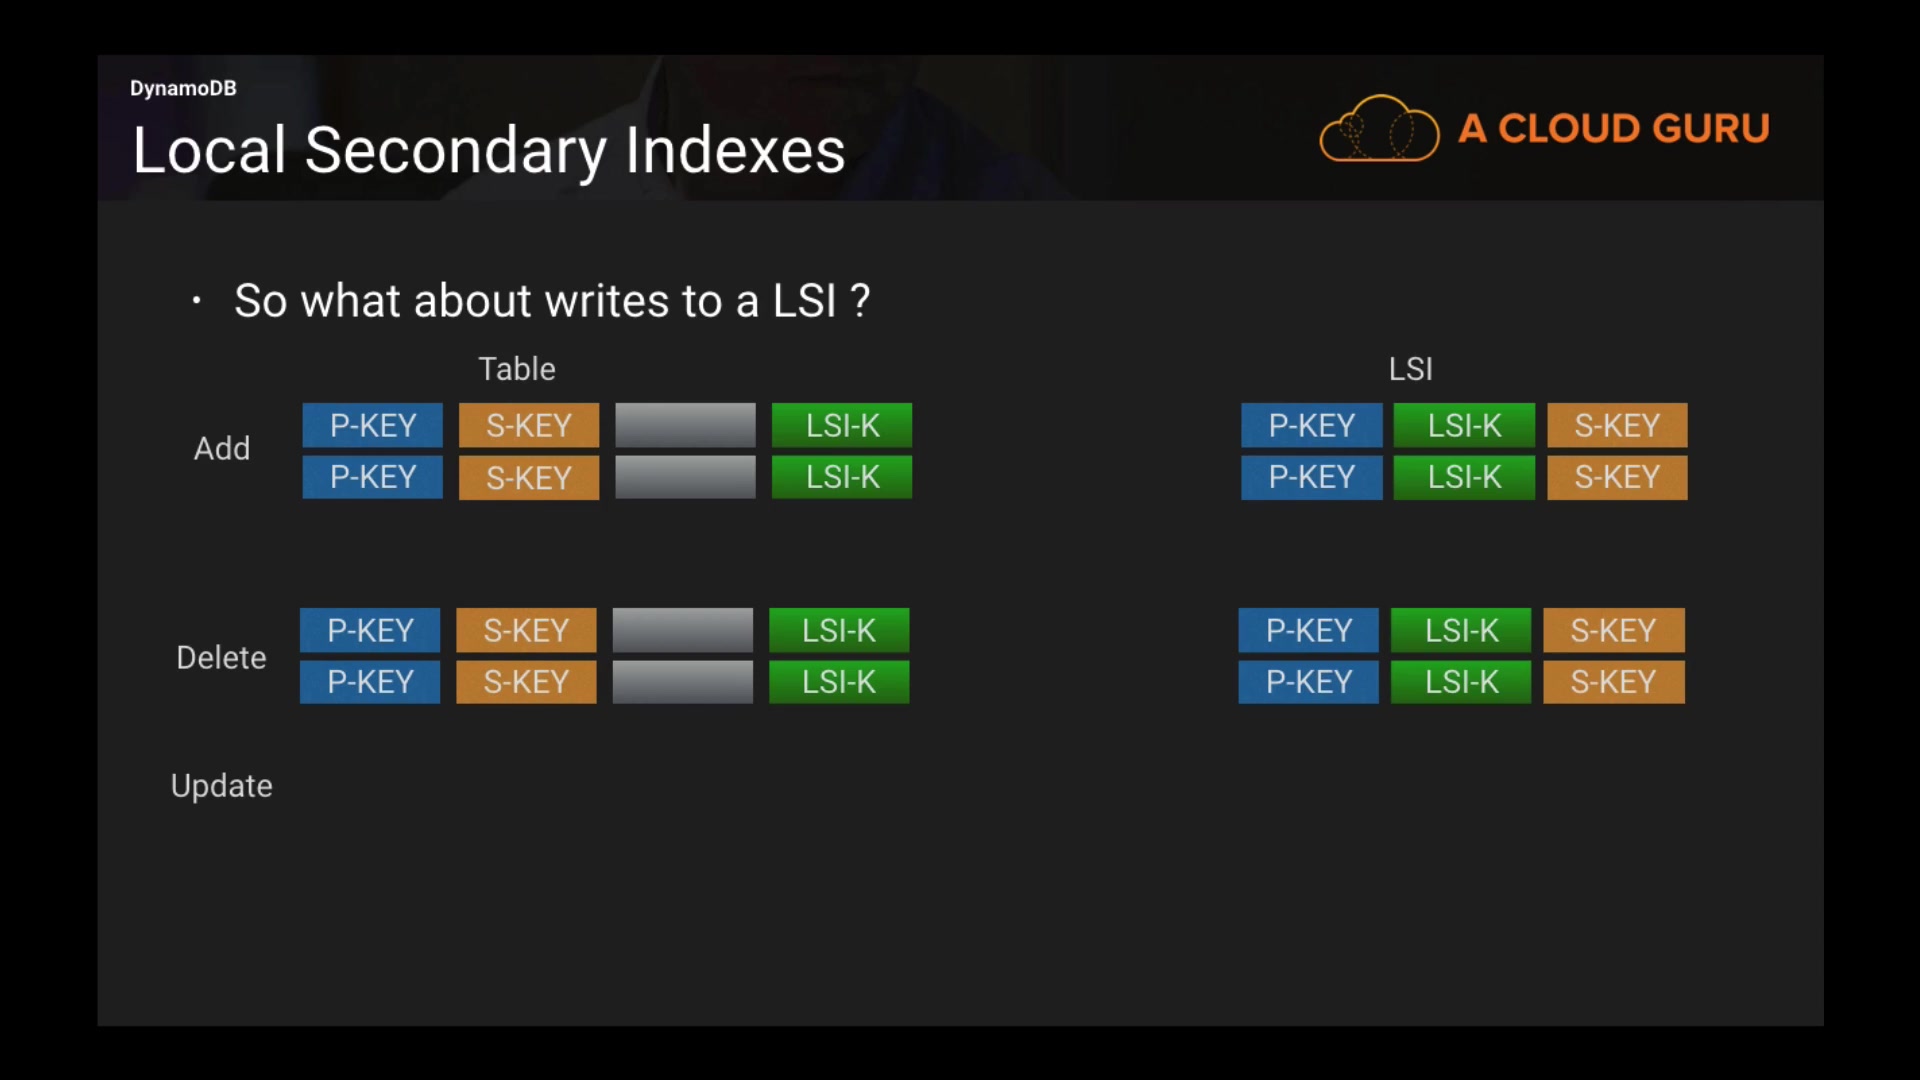 DynamoDB
Local Secondary Indexes
A CLOUD GURU
• So what about writes to a LSI ?
Table LSI
Add
P-KEY S-KEY LSI-K P-KEY LSI-K S-KEY
P-KEY S-KEY LSI-K P-KEY LSI-K S-KEY
Delete
P-KEY S-KEY LSI-K P-KEY LSI-K S-KEY
P-KEY S-KEY LSI-K P-KEY LSI-K S-KEY
Update